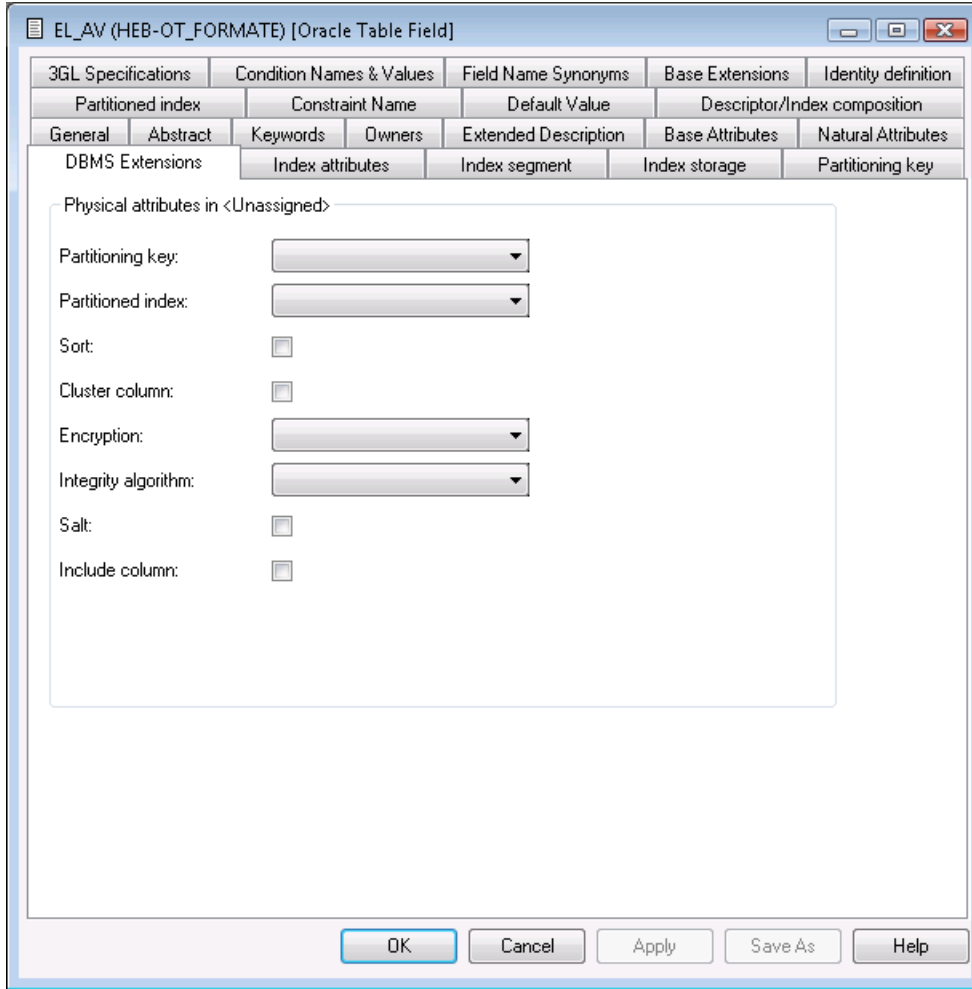 EL_AV (HEB-OT_FORMATE) [Oracle Table Field]
3GL Specifications Condition Names & Values Field Name Synonyms Base Extensions Identity definition
Partitioned index Constraint Name Default Value Descriptor/Index composition
General Abstract Keywords Owners Extended Description Base Attributes Natural Attributes
DBMS Extensions Index attributes Index segment Index storage Partitioning key
Physical attributes in <Unassigned>
Partitioning key:
Partitioned index:
Sort:
Cluster column:
Encryption:
Integrity algorithm:
Salt:
Include column:
OK Cancel Apply Save As Help